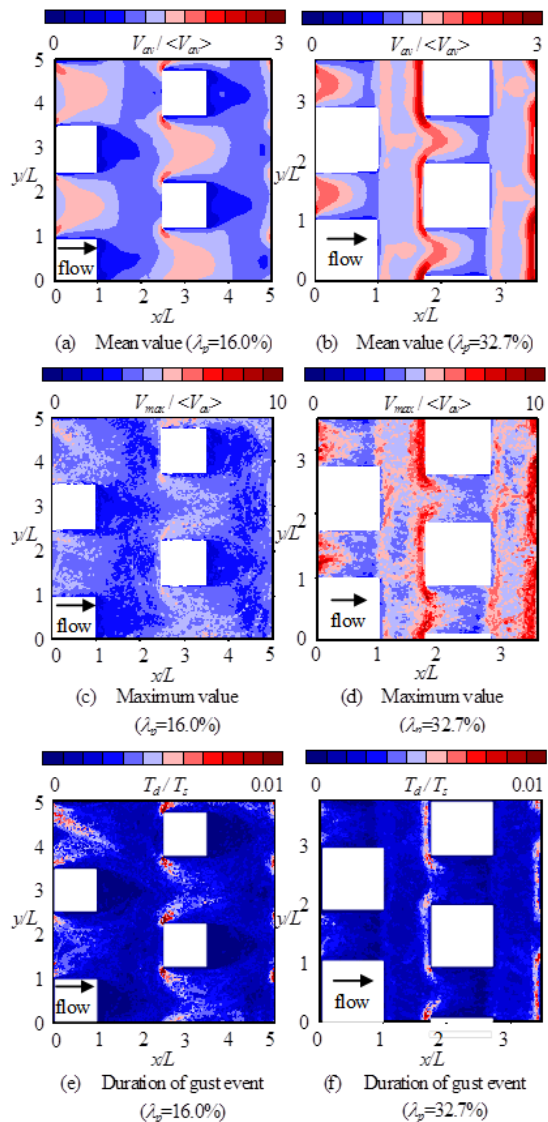 0 V_av / <V_av> 3
0 V_av / <V_av> 3
5
4
3
y/L
2
1
0
flow
0 1 2 3 4 5
x/L
3
y/L
2
1
0
flow
0 1 2 3
x/L
(a) Mean value (λp=16.0%)
(b) Mean value (λp=32.7%)
0 V_max / <V_av> 10
0 V_max / <V_av> 10
5
4
3
y/L
2
1
0
flow
0 1 2 3 4 5
x/L
3
y/L
2
1
0
flow
0 1 2 3
x/L
(c) Maximum value
(λp=16.0%)
(d) Maximum value
(λn=32.7%)
0 T_d / T_s 0.01
0 T_d / T_s 0.01
5
4
3
y/L
2
1
0
flow
0 1 2 3 4 5
x/L
3
y/L
2
1
0
flow
0 1 2 3
x/L
(e) Duration of gust event
(λp=16.0%)
(f) Duration of gust event
(λp=32.7%)